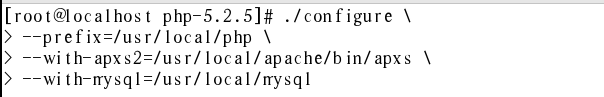 [root@localhost php-5.2.5]# ./configure \
> --prefix=/usr/local/php \
> --with-apxs2=/usr/local/apache/bin/apxs \
> --with-mysql=/usr/local/mysql